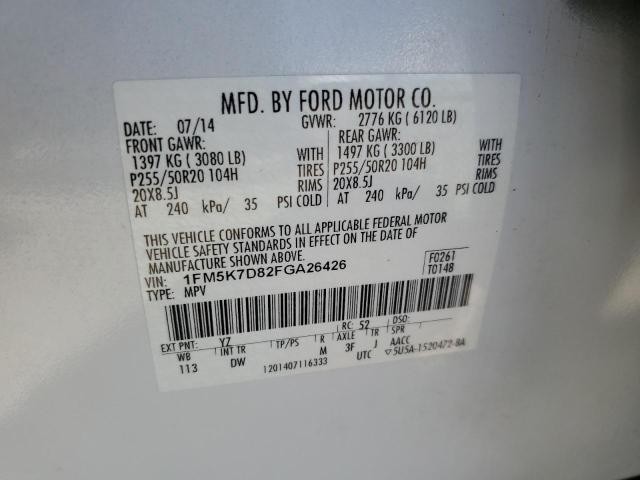 MFD. BY FORD MOTOR CO.
DATE: 07/14 GVWR: 2776 KG ( 6120 LB)
FRONT GAWR: REAR GAWR:
1397 KG ( 3080 LB) WITH 1497 KG ( 3300 LB) WITH
P255/50R20 104H TIRES P255/50R20 104H TIRES
20X8.5J RIMS 20X8.5J RIMS
AT 240 kPa/ 35 PSI COLD AT 240 kPa/ 35 PSI COLD
THIS VEHICLE CONFORMS TO ALL APPLICABLE FEDERAL MOTOR
VEHICLE SAFETY STANDARDS IN EFFECT ON THE DATE OF
MANUFACTURE SHOWN ABOVE.
VIN: 1FM5K7D82FGA26426 F0261
TYPE: MPV T0148
EXT PNT: YZ RC: 52 DSO:
WB INT TR TP/PS R AXLE TR SPR
113 DW M 3F J AACC
1201407116333 UTC ▽5U5A-1520472-BA